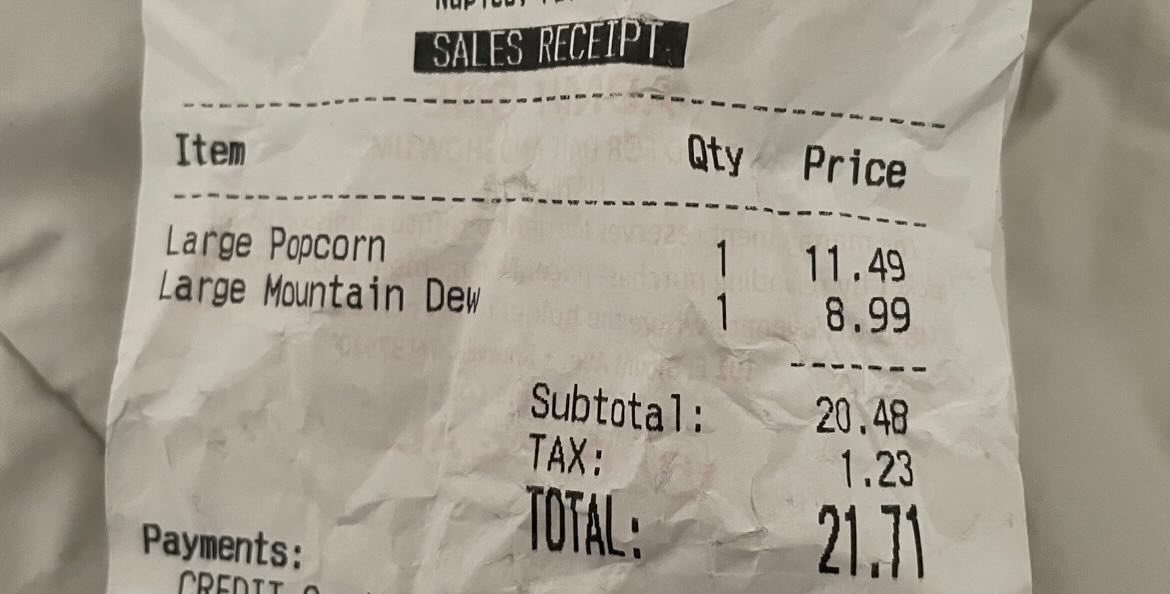 SALES RECEIPT
Item Qty Price
Large Popcorn 1 11.49
Large Mountain Dew 1 8.99
Subtotal: 20.48
TAX: 1.23
TOTAL: 21.71
Payments:
CREDIT